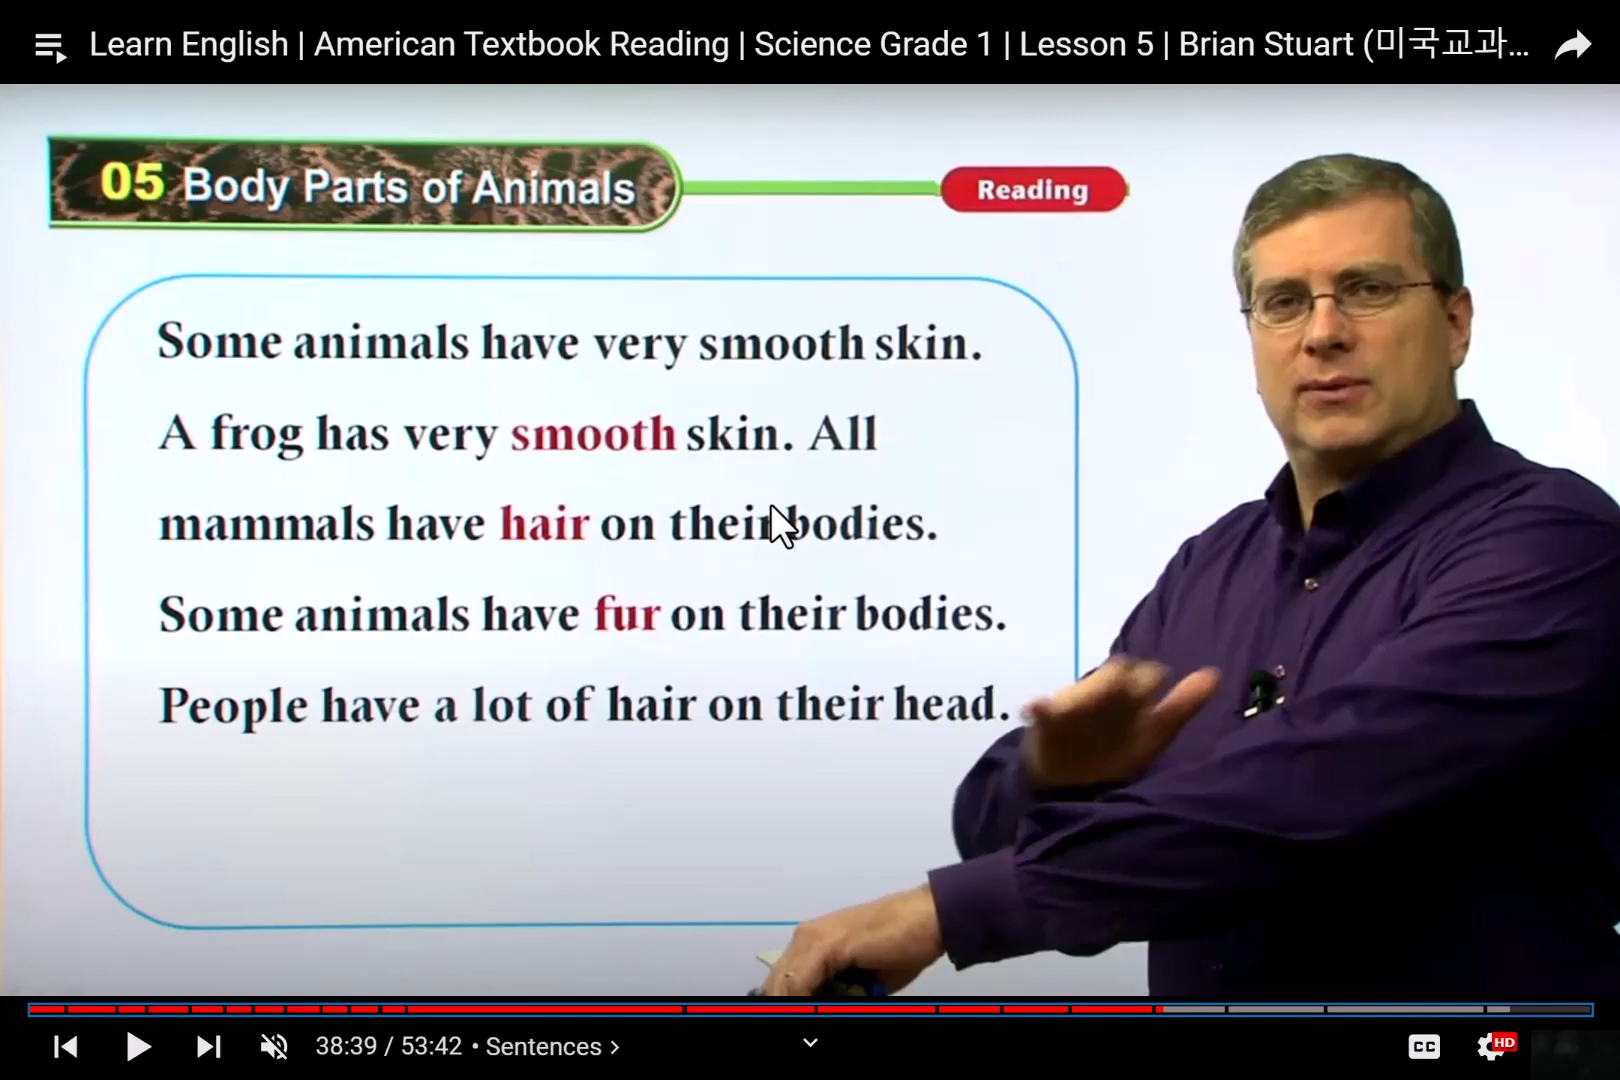 Learn English | American Textbook Reading | Science Grade 1 | Lesson 5 | Brian Stuart (미국교과...
05 Body Parts of Animals
Reading
Some animals have very smooth skin.
A frog has very smooth skin. All
mammals have hair on their bodies.
Some animals have fur on their bodies.
People have a lot of hair on their head.
38:39 / 53:42 • Sentences >
CC
HD